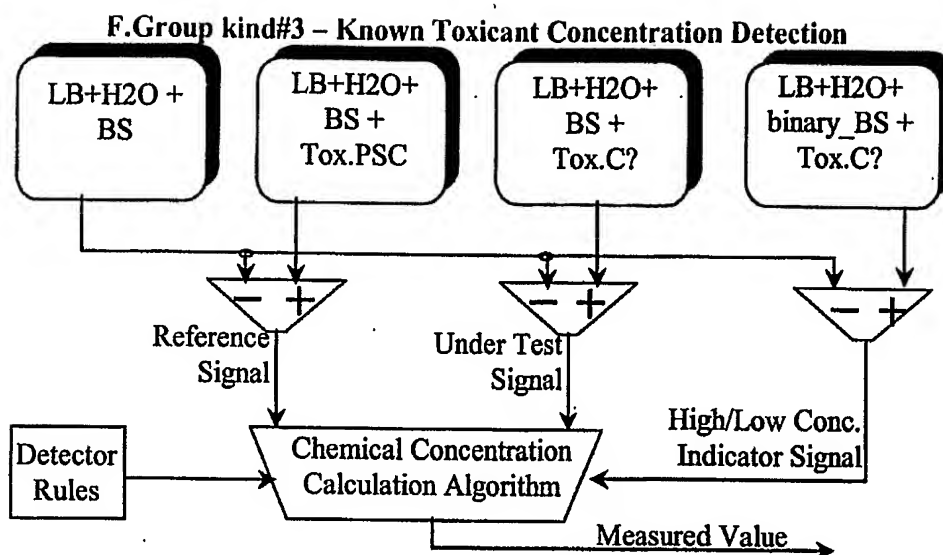 F.Group kind#3 – Known Toxicant Concentration Detection
LB+H2O +
BS
LB+H2O+
BS +
Tox.PSC
LB+H2O+
BS +
Tox.C?
LB+H2O+
binary_BS +
Tox.C?
− +
− +
− +
Reference
Signal
Under Test
Signal
High/Low Conc.
Indicator Signal
Detector
Rules
Chemical Concentration
Calculation Algorithm
Measured Value